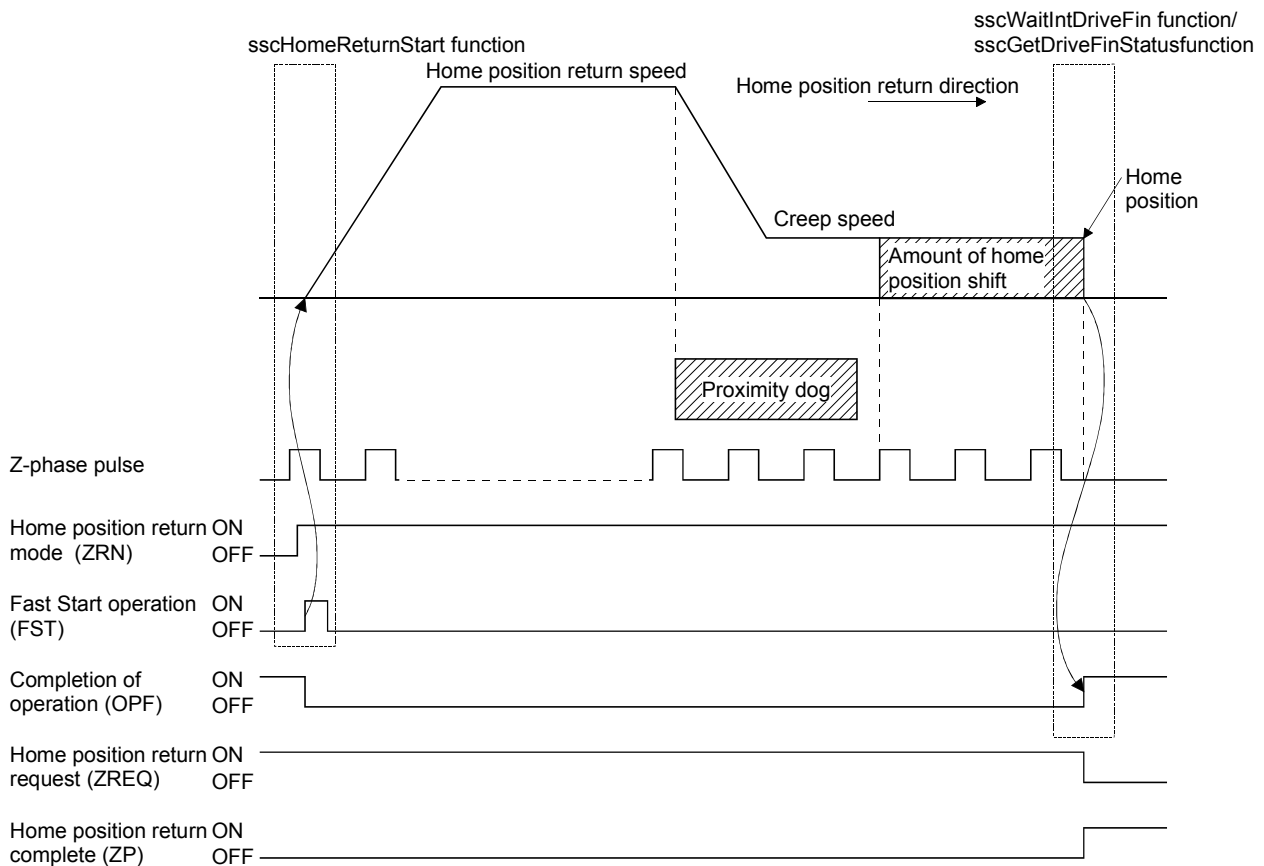 sscWaitIntDriveFin function/
sscGetDriveFinStatusfunction
sscHomeReturnStart function
Home position return speed
Home position return direction
Home
position
Creep speed
Amount of home
position shift
Proximity dog
Z-phase pulse
Home position return ON
mode (ZRN) OFF
Fast Start operation ON
(FST) OFF
Completion of ON
operation (OPF) OFF
Home position return ON
request (ZREQ) OFF
Home position return ON
complete (ZP) OFF